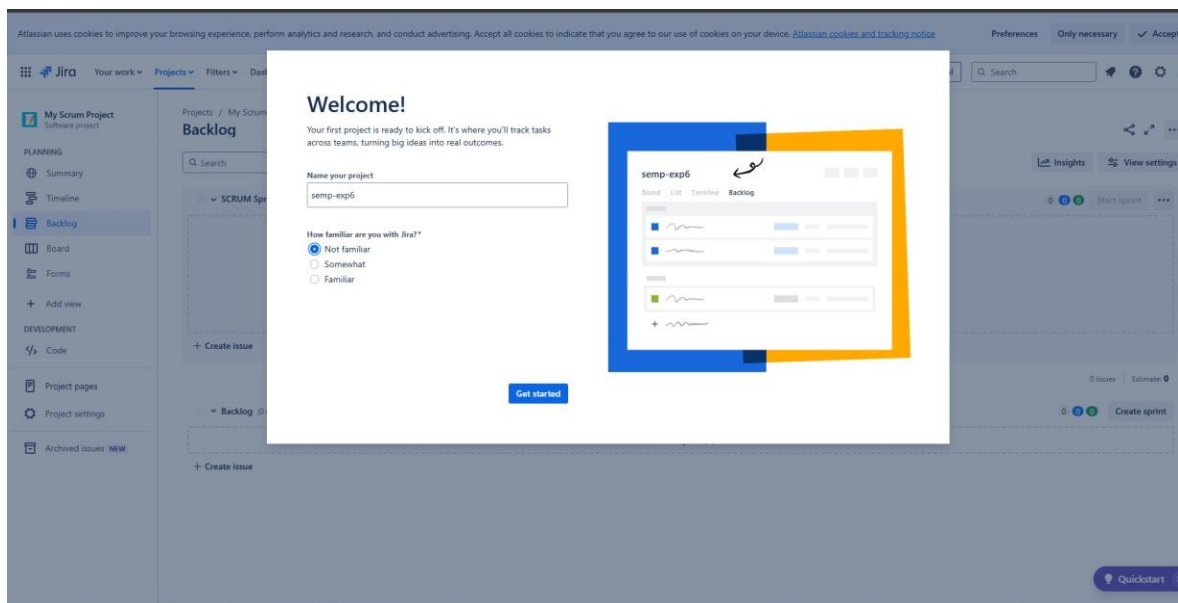 Atlassian uses cookies to improve your browsing experience, perform analytics and research, and conduct advertising. Accept all cookies to indicate that you agree to our use of cookies on your device. Atlassian cookies and tracking notice
Preferences
Only necessary
Accept
Jira
Your work
Projects
Filters
Search
My Scrum Project
Software project
PLANNING
Summary
Timeline
Backlog
Board
Forms
+ Add view
DEVELOPMENT
Code
Project pages
Project settings
Archived issues NEW
Projects / My Scrum
Backlog
Search
Insights
View settings
SCRUM
0 0 0 Start sprint
+ Create issue
0 issues Estimate: 0
Backlog
0 0 0 Create sprint
+ Create issue
Quickstart
Welcome!
Your first project is ready to kick off. It's where you'll track tasks
across teams, turning big ideas into real outcomes.
Name your project
semp-exp6
How familiar are you with Jira?*
Not familiar
Somewhat
Familiar
Get started
semp-exp6
Board List Timeline Backlog